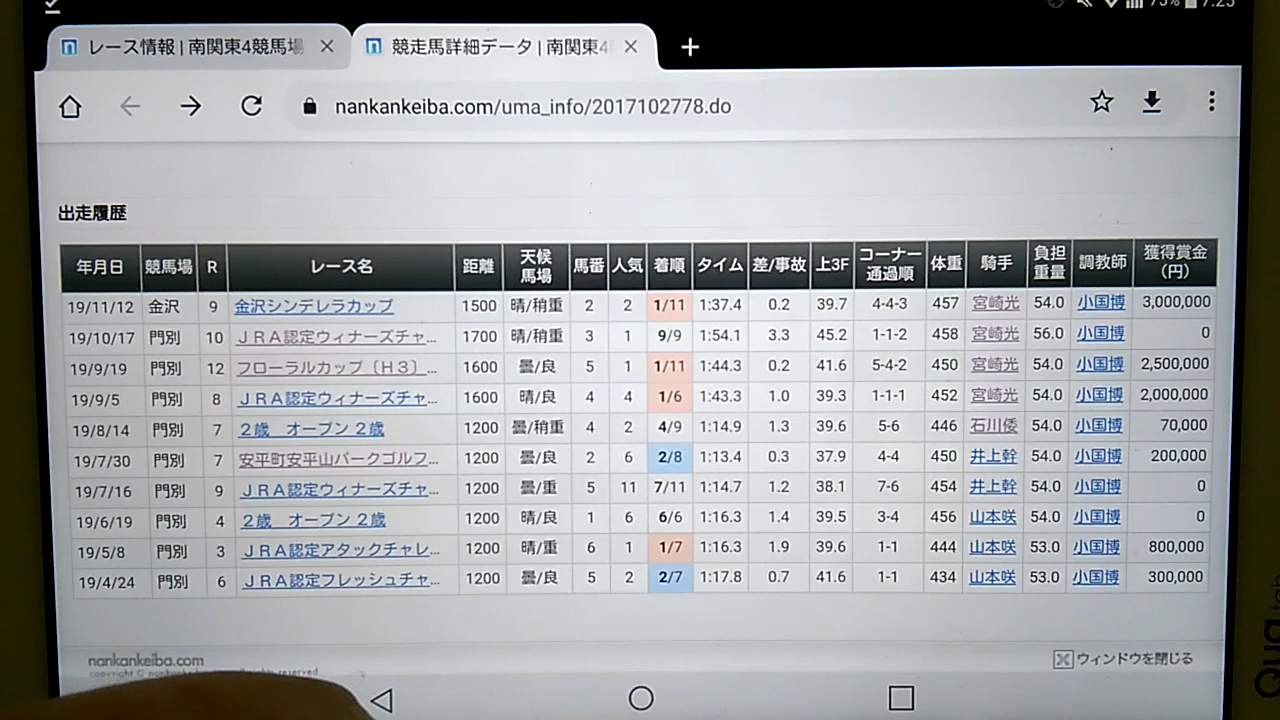 75% 7:23
レース情報 | 南関東4競馬場 × 競走馬詳細データ | 南関東4 × +
nankankeiba.com/uma_info/2017102778.do
出走履歴
年月日 競馬場 R レース名 距離 天候馬場 馬番 人気 着順 タイム 差/事故 上3F コーナー通過順 体重 騎手 負担重量 調教師 獲得賞金(円)
19/11/12 金沢 9 金沢シンデレラカップ 1500 晴/稍重 2 2 1/11 1:37.4 0.2 39.7 4-4-3 457 宮崎光 54.0 小国博 3,000,000
19/10/17 門別 10 JRA認定ウィナーズチャ... 1700 晴/稍重 3 1 9/9 1:54.1 3.3 45.2 1-1-2 458 宮崎光 56.0 小国博 0
19/9/19 門別 12 フローラルカップ〔H3〕... 1600 曇/良 5 1 1/11 1:44.3 0.2 41.6 5-4-2 450 宮崎光 54.0 小国博 2,500,000
19/9/5 門別 8 JRA認定ウィナーズチャ... 1600 晴/良 4 4 1/6 1:43.3 1.0 39.3 1-1-1 452 宮崎光 54.0 小国博 2,000,000
19/8/14 門別 7 2歳 オープン 2歳 1200 曇/稍重 4 2 4/9 1:14.9 1.3 39.6 5-6 446 石川倭 54.0 小国博 70,000
19/7/30 門別 7 安平町安平山パークゴルフ... 1200 曇/良 2 6 2/8 1:13.4 0.3 37.9 4-4 450 井上幹 54.0 小国博 200,000
19/7/16 門別 9 JRA認定ウィナーズチャ... 1200 曇/重 5 11 7/11 1:14.7 1.2 38.1 7-6 454 井上幹 54.0 小国博 0
19/6/19 門別 4 2歳 オープン 2歳 1200 晴/良 1 6 6/6 1:16.3 1.4 39.5 3-4 456 山本咲 54.0 小国博 0
19/5/8 門別 3 JRA認定アタックチャレ... 1200 晴/重 6 1 1/7 1:16.3 1.9 39.6 1-1 444 山本咲 53.0 小国博 800,000
19/4/24 門別 6 JRA認定フレッシュチャ... 1200 曇/良 5 2 2/7 1:17.8 0.7 41.6 1-1 434 山本咲 53.0 小国博 300,000
nankankeiba.com
ウィンドウを閉じる
Qua